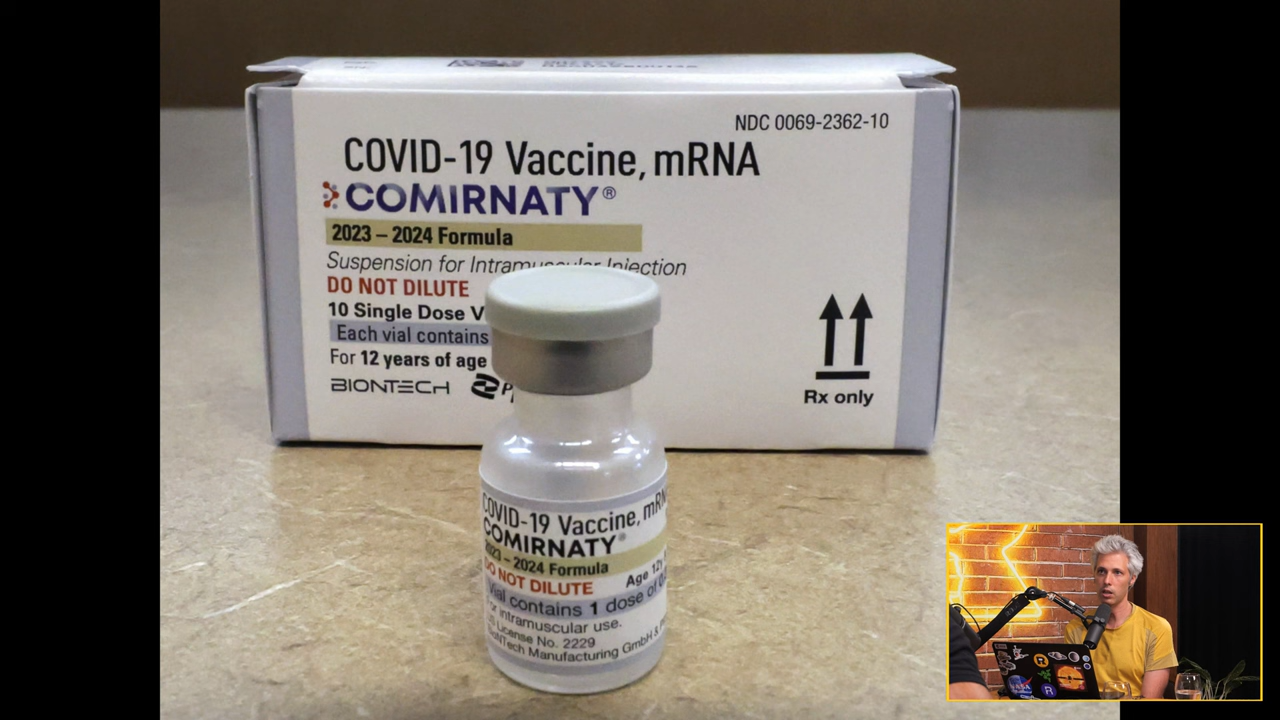 NDC 0069-2362-10
COVID-19 Vaccine, mRNA
COMIRNATY®
2023 – 2024 Formula
Suspension for Intramuscular Injection
DO NOT DILUTE
10 Single Dose V
Each vial contains
For 12 years of age
BIONTECH
Rx only
COVID-19 Vaccine, mRN
COMIRNATY®
2023 – 2024 Formula
DO NOT DILUTE Age 12y
Vial contains 1 dose of
For intramuscular use.
US License No. 2229
BioNTech Manufacturing GmbH &
NASA